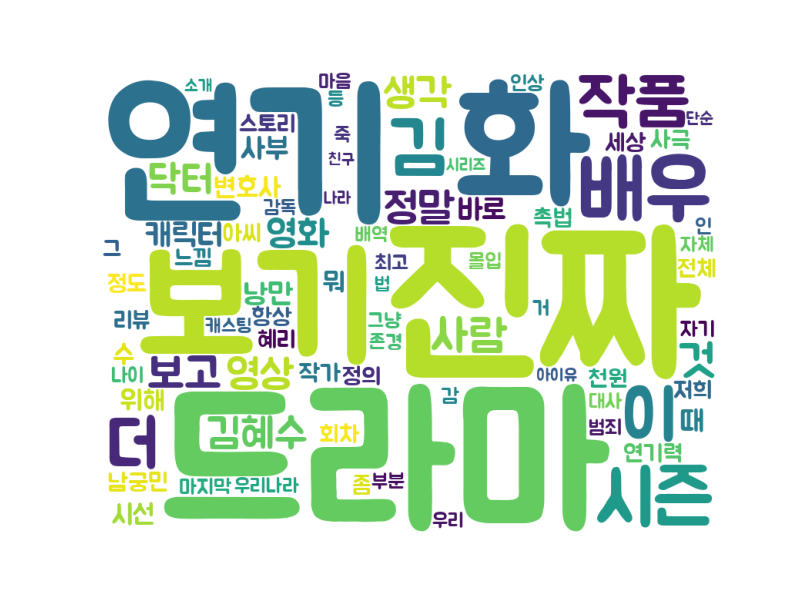 소개
마음
등
생각
인상
작품
단순
연기
화
스토리
사부
죽
친구
김
시리즈
세상
사극
배우
닥터
변호사
감독
나라
정말
바로
촉법
인
캐릭터
아씨
영화
배역
자체
그
느낌
보기
진짜
최고
몰입
전체
정도
낭만
뭐
법
리뷰
캐스팅
항상
혜리
그냥
존경
사람
거
자기
수
나이
보고
영상
작가
정의
아이유
천원
것
저희
위해
더
드라마
김혜수
회차
감
대사
범죄
이
때
연기력
남궁민
마지막
우리나라
좀
부분
시즌
시선
우리